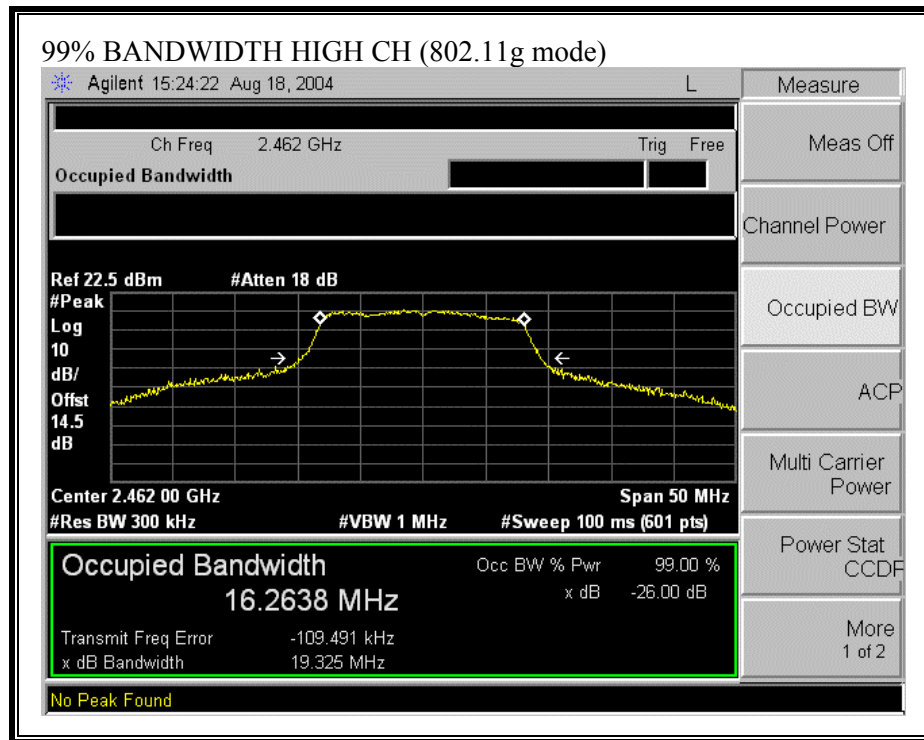 99% BANDWIDTH HIGH CH (802.11g mode)
Agilent 15:24:22 Aug 18, 2004 L
Measure
Ch Freq 2.462 GHz Trig Free
Occupied Bandwidth
Meas Off
Channel Power
Occupied BW
ACP
Multi Carrier
Power
Power Stat
CCDF
More
1 of 2
Ref 22.5 dBm #Atten 18 dB
#Peak
Log
10
dB/
Offst
14.5
dB
Center 2.462 00 GHz Span 50 MHz
#Res BW 300 kHz #VBW 1 MHz #Sweep 100 ms (601 pts)
Occupied Bandwidth Occ BW % Pwr 99.00 %
16.2638 MHz x dB -26.00 dB
Transmit Freq Error -109.491 kHz
x dB Bandwidth 19.325 MHz
No Peak Found